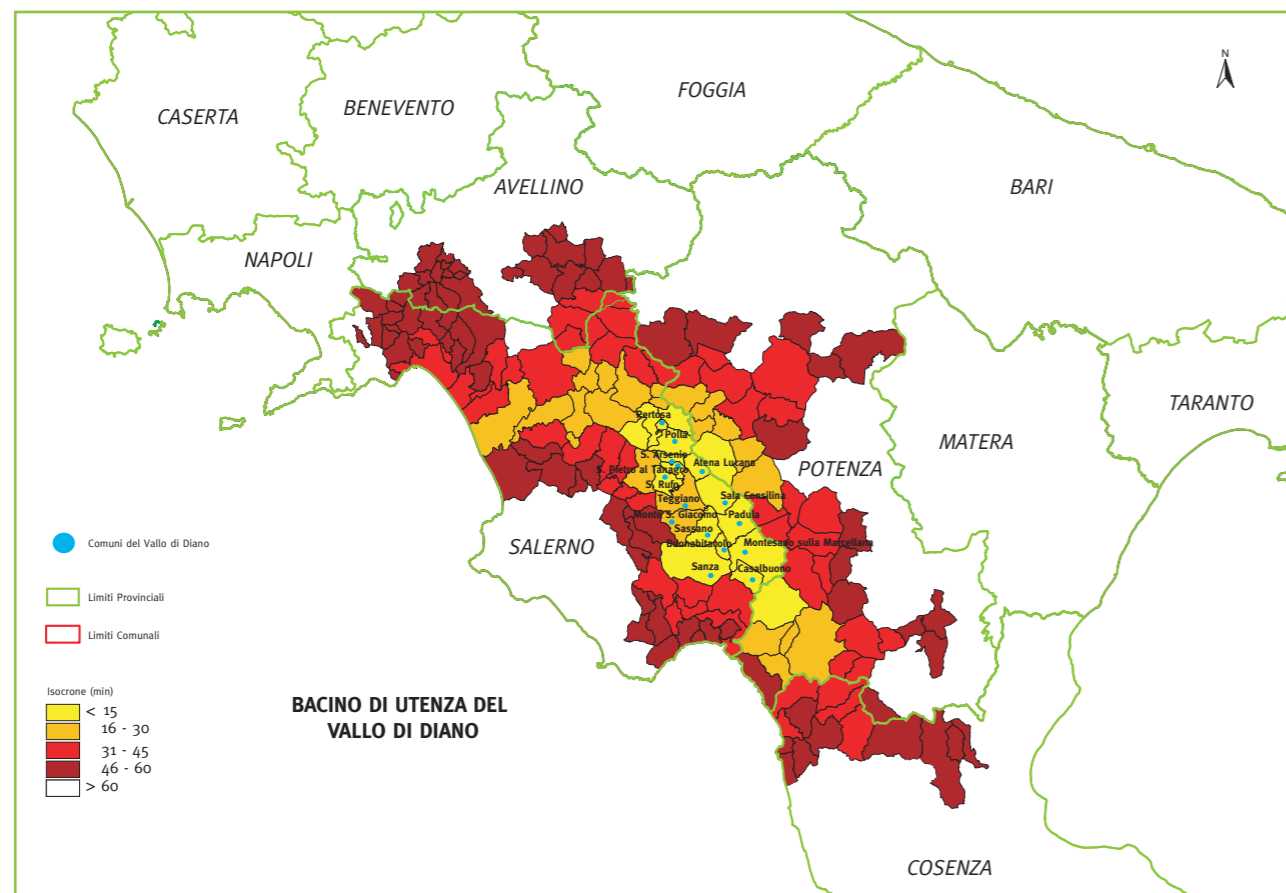 N
FOGGIA
BENEVENTO
CASERTA
AVELLINO
BARI
NAPOLI
TARANTO
MATERA
POTENZA
SALERNO
COSENZA
Pertosa
Polla
S. Arsenio
Atena Lucana
S. Pietro al Tanagro
S. Rufo
Teggiano
Sala Consilina
Monte S. Giacomo
Padula
Sassano
Buonabitacolo
Montesano sulla Marcellana
Sanza
Casalbuono
Comuni del Vallo di Diano
Limiti Provinciali
Limiti Comunali
Isocrone (min)
< 15
16 - 30
31 - 45
46 - 60
> 60
BACINO DI UTENZA DEL
VALLO DI DIANO